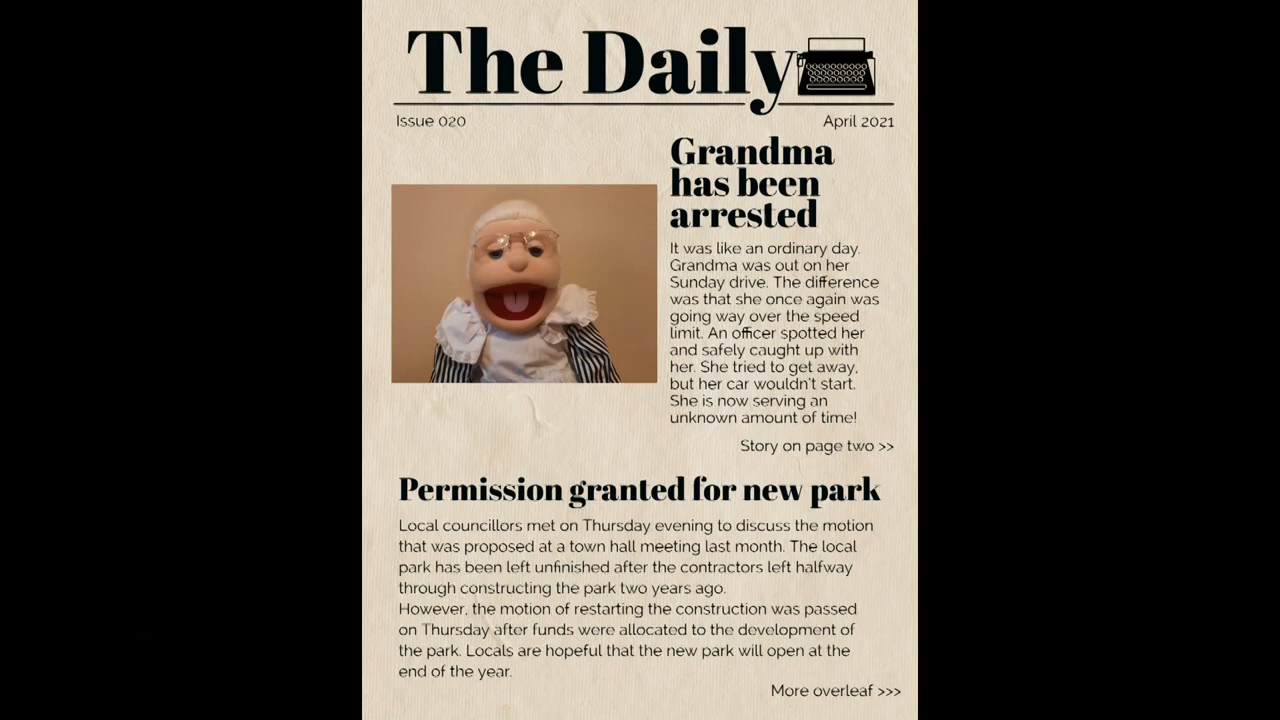 The Daily
Issue 020
April 2021
Grandma
has been
arrested
It was like an ordinary day.
Grandma was out on her
Sunday drive. The difference
was that she once again was
going way over the speed
limit. An officer spotted her
and safely caught up with
her. She tried to get away,
but her car wouldn't start.
She is now serving an
unknown amount of time!
Story on page two >>
Permission granted for new park
Local councillors met on Thursday evening to discuss the motion
that was proposed at a town hall meeting last month. The local
park has been left unfinished after the contractors left halfway
through constructing the park two years ago.
However, the motion of restarting the construction was passed
on Thursday after funds were allocated to the development of
the park. Locals are hopeful that the new park will open at the
end of the year.
More overleaf >>>